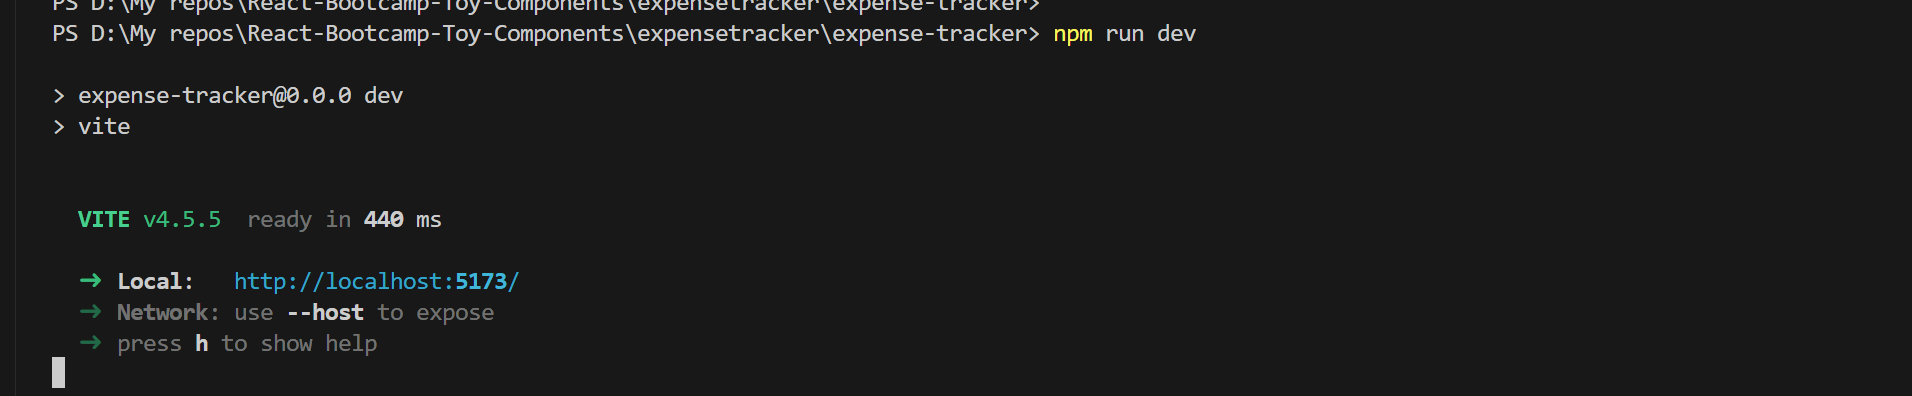 PS D:\My repos\React-Bootcamp-Toy-Components\expensetracker\expense-tracker>
PS D:\My repos\React-Bootcamp-Toy-Components\expensetracker\expense-tracker> npm run dev
> expense-tracker@0.0.0 dev
> vite
VITE v4.5.5  ready in 440 ms
➜ Local:   http://localhost:5173/
➜ Network: use --host to expose
➜ press h to show help